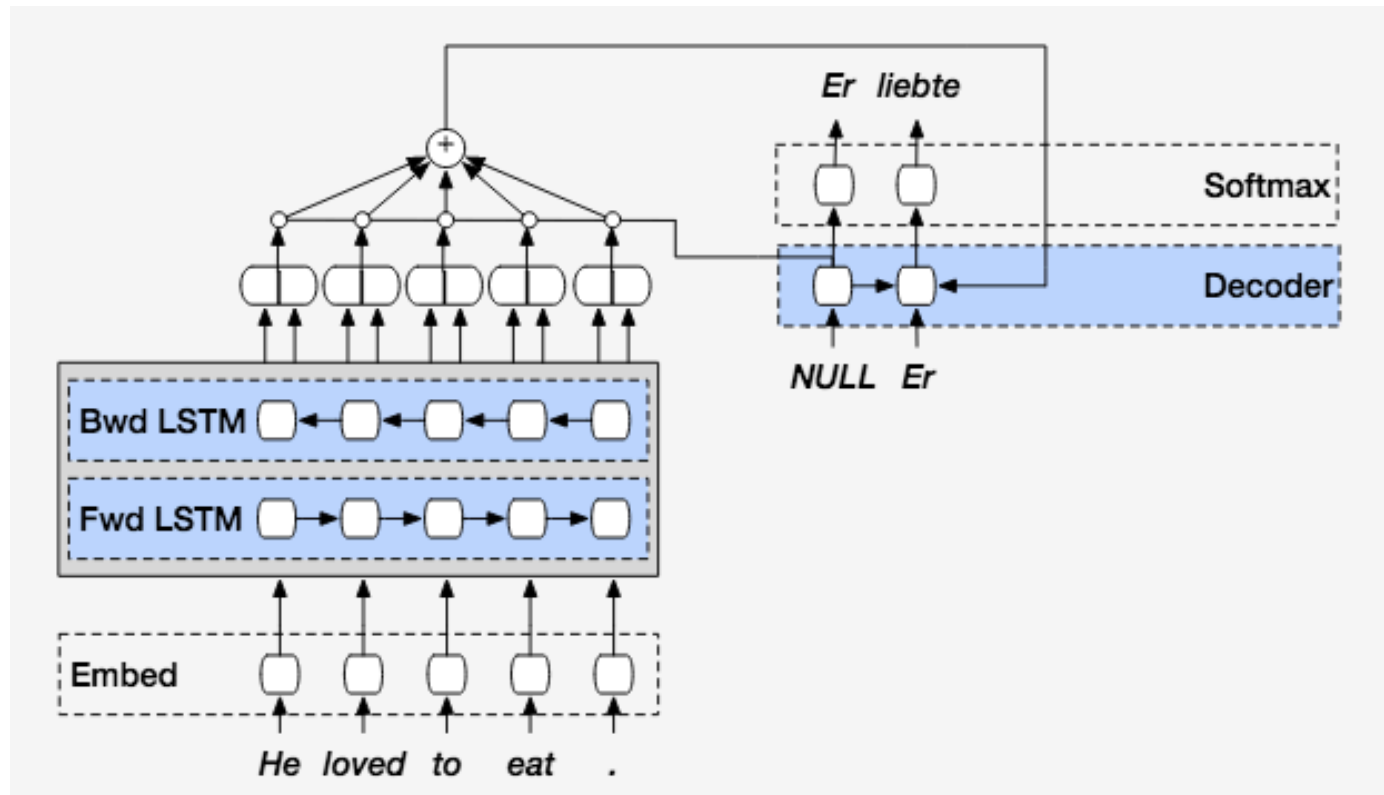 +
Er liebte
Softmax
Decoder
NULL Er
Bwd LSTM
Fwd LSTM
Embed
He loved to eat .